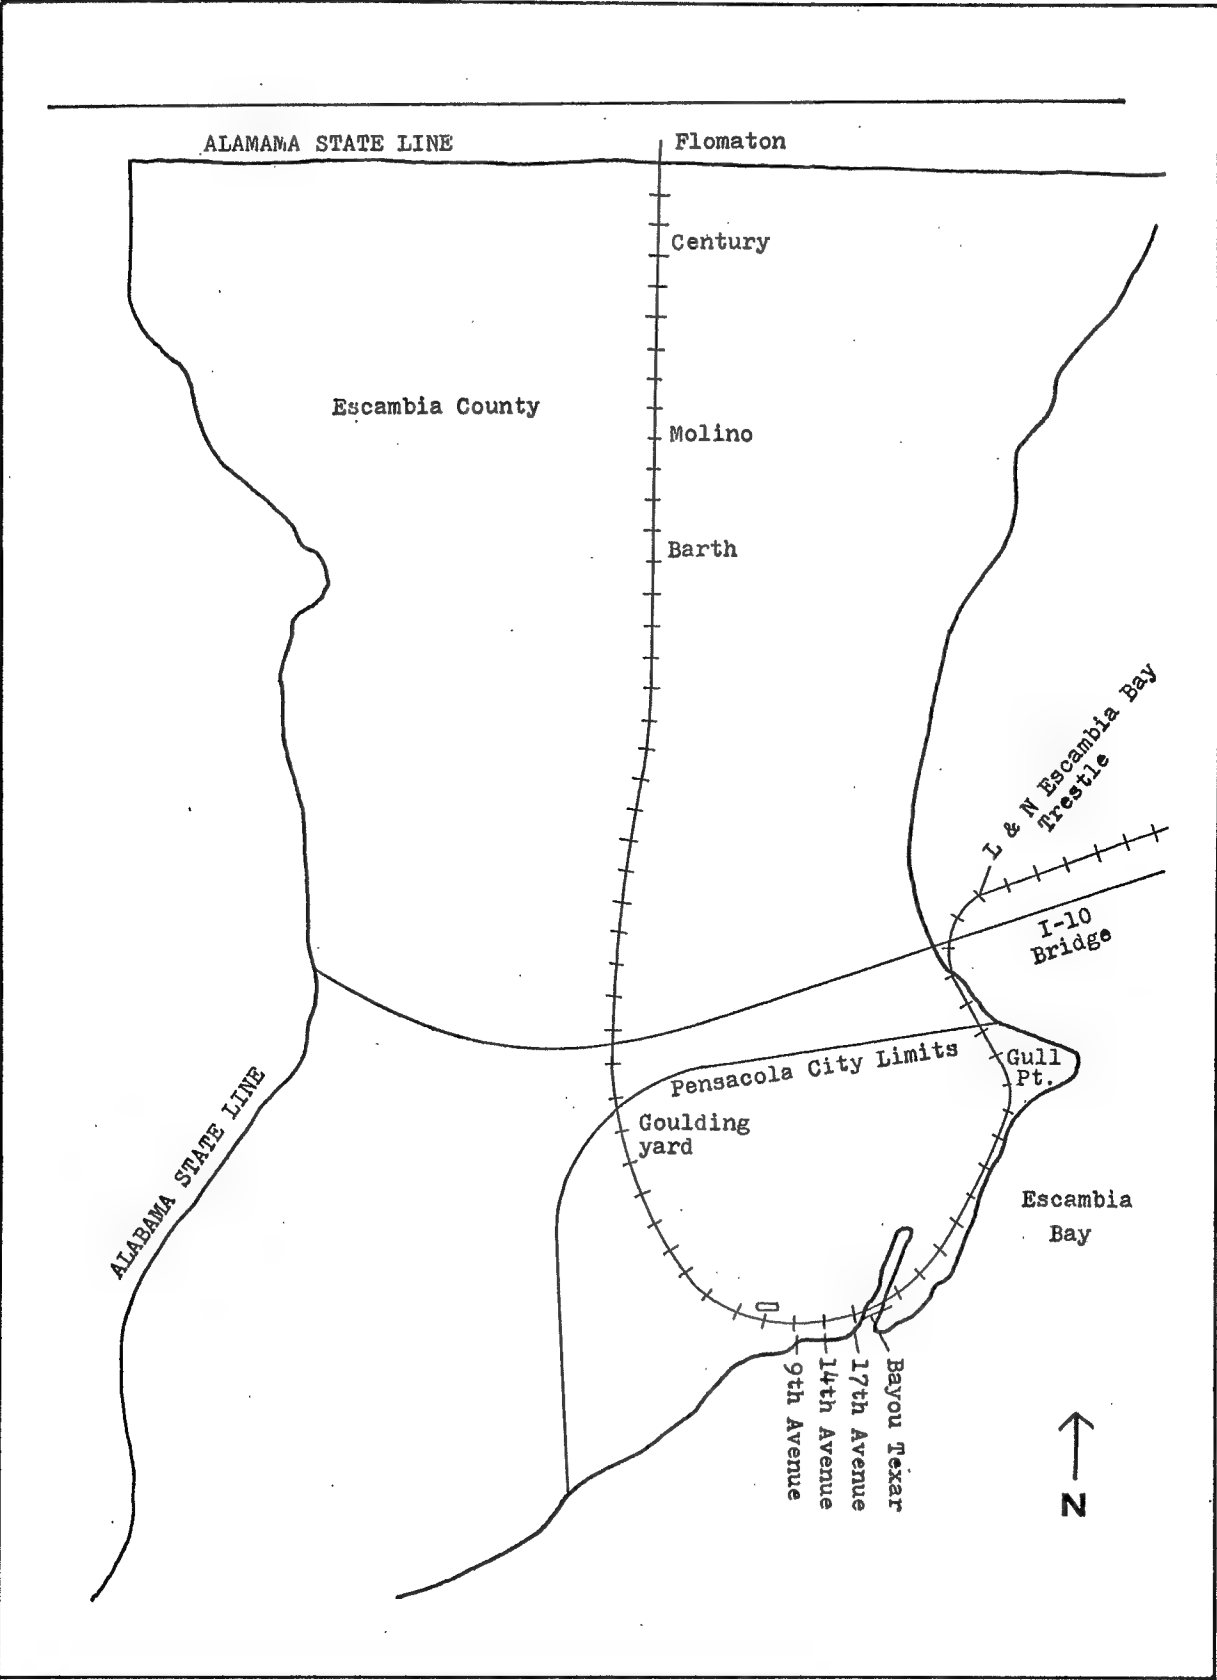 ALAMAMA STATE LINE
Flomaton
Century
Escambia County
Molino
Barth
L & N Escambia Bay
Trestle
I-10
Bridge
Pensacola City Limits
Gull
Pt.
Goulding
yard
ALABAMA STATE LINE
Escambia
Bay
9th Avenue
14th Avenue
17th Avenue
Bayou Texar
N